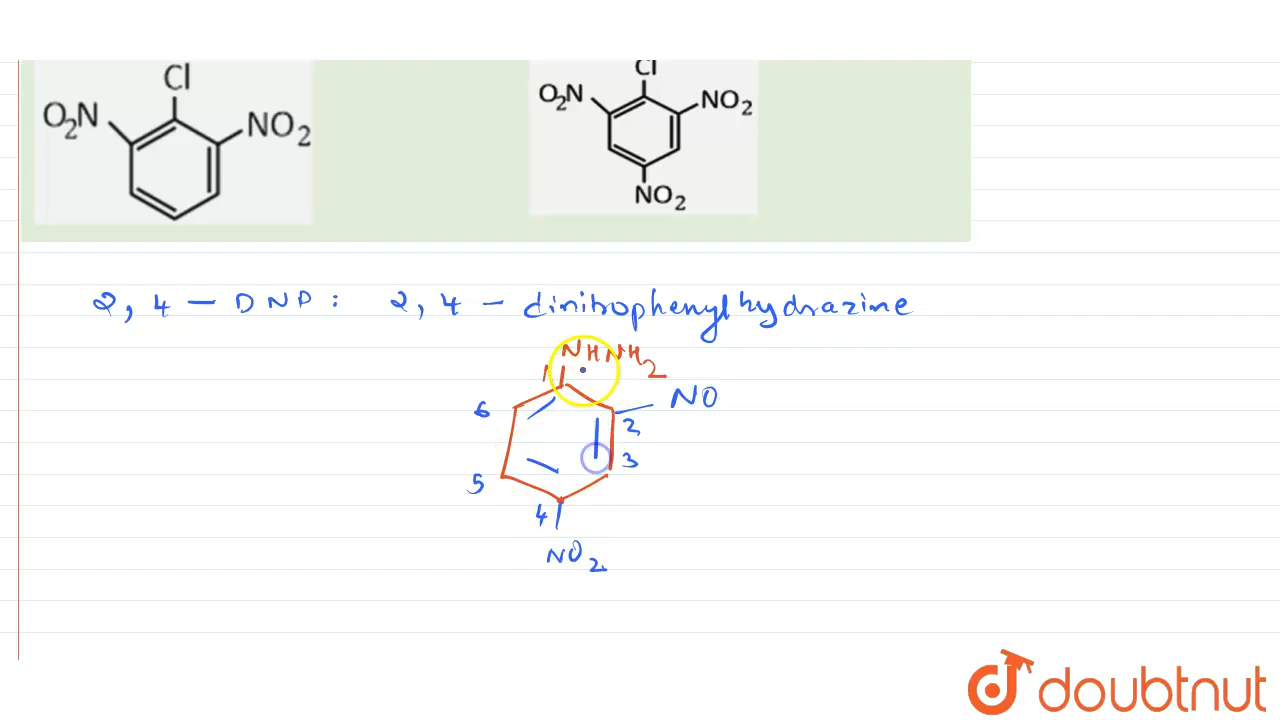 Cl
O2N NO2
Cl
O2N NO2
NO2
2, 4 - DNP : 2, 4 - dinitrophenylhydrazine
NHNH2
1
6 NO
2
5 3
4
NO2
doubtnut